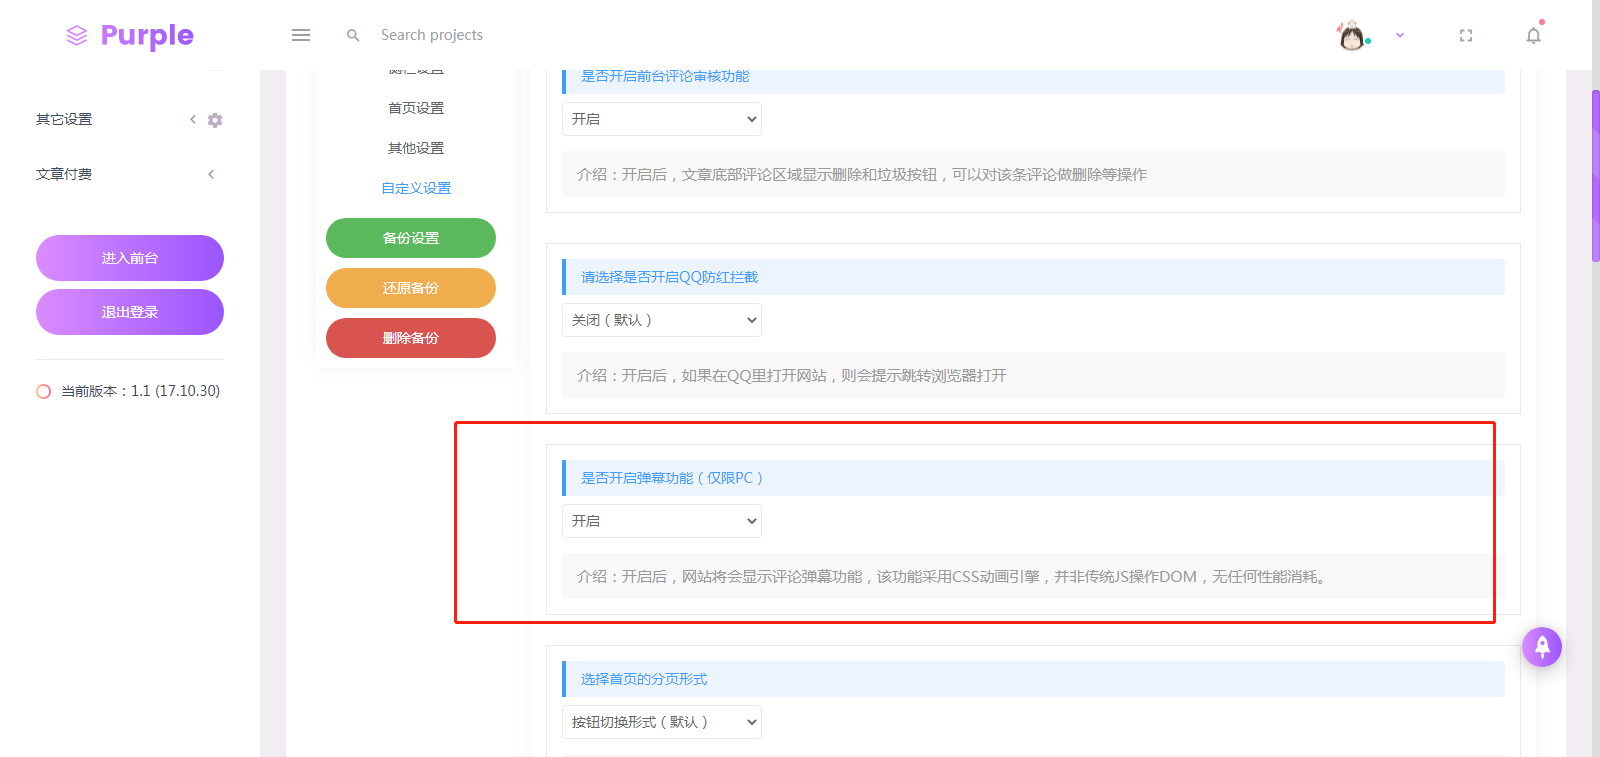 Purple
Search projects
其它设置
文章付费
进入前台
退出登录
当前版本：1.1 (17.10.30)
侧栏设置
首页设置
其他设置
自定义设置
备份设置
还原备份
删除备份
是否开启前台评论审核功能
开启
介绍：开启后，文章底部评论区域显示删除和垃圾按钮，可以对该条评论做删除等操作
请选择是否开启QQ防红拦截
关闭（默认）
介绍：开启后，如果在QQ里打开网站，则会提示跳转浏览器打开
是否开启弹幕功能（仅限PC）
开启
介绍：开启后，网站将会显示评论弹幕功能，该功能采用CSS动画引擎，并非传统JS操作DOM，无任何性能消耗。
选择首页的分页形式
按钮切换形式（默认）